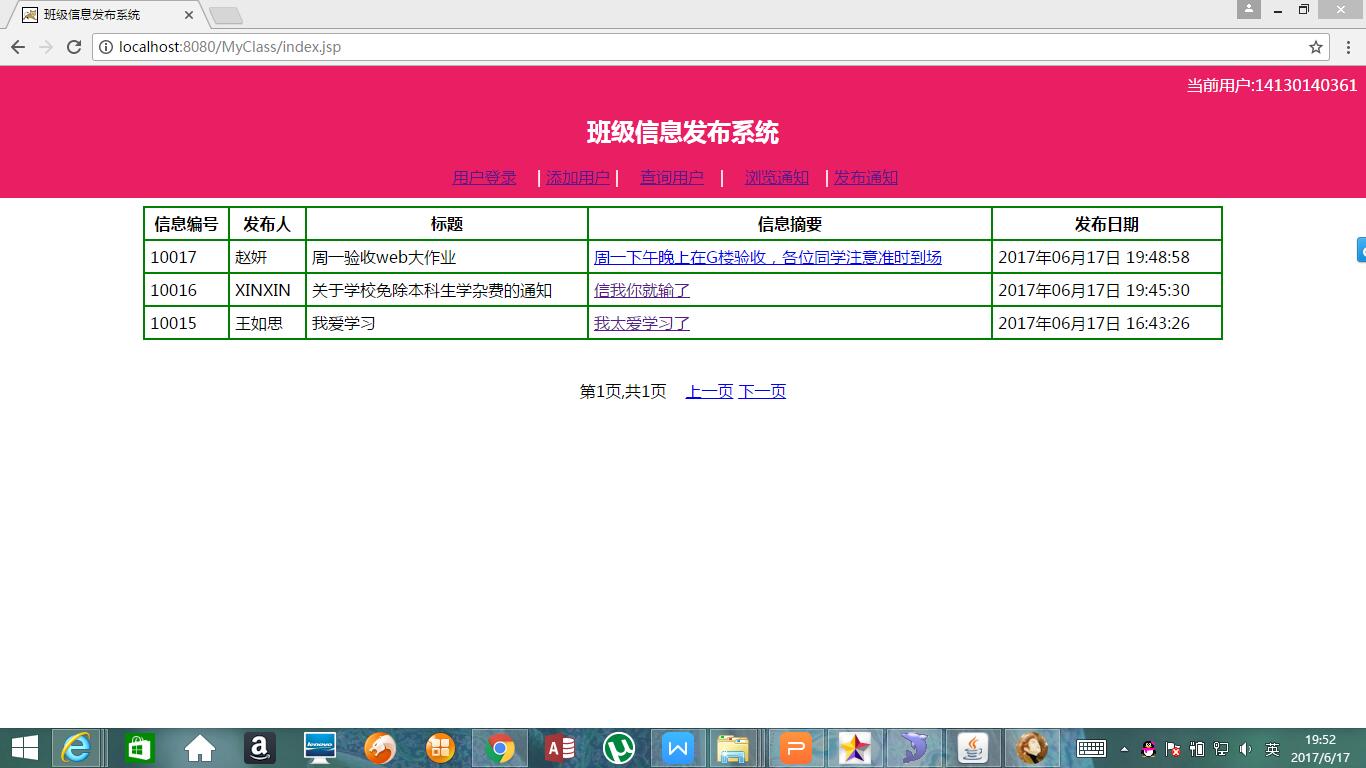 班级信息发布系统
localhost:8080/MyClass/index.jsp
当前用户:14130140361
班级信息发布系统
用户登录 | 添加用户 | 查询用户 | 浏览通知 | 发布通知
信息编号 发布人 标题 信息摘要 发布日期
10017 赵妍 周一验收web大作业 周一下午晚上在G楼验收，各位同学注意准时到场 2017年06月17日 19:48:58
10016 XINXIN 关于学校免除本科生学杂费的通知 信我你就输了 2017年06月17日 19:45:30
10015 王如思 我爱学习 我太爱学习了 2017年06月17日 16:43:26
第1页,共1页 上一页 下一页
lenovo
英
19:52
2017/6/17